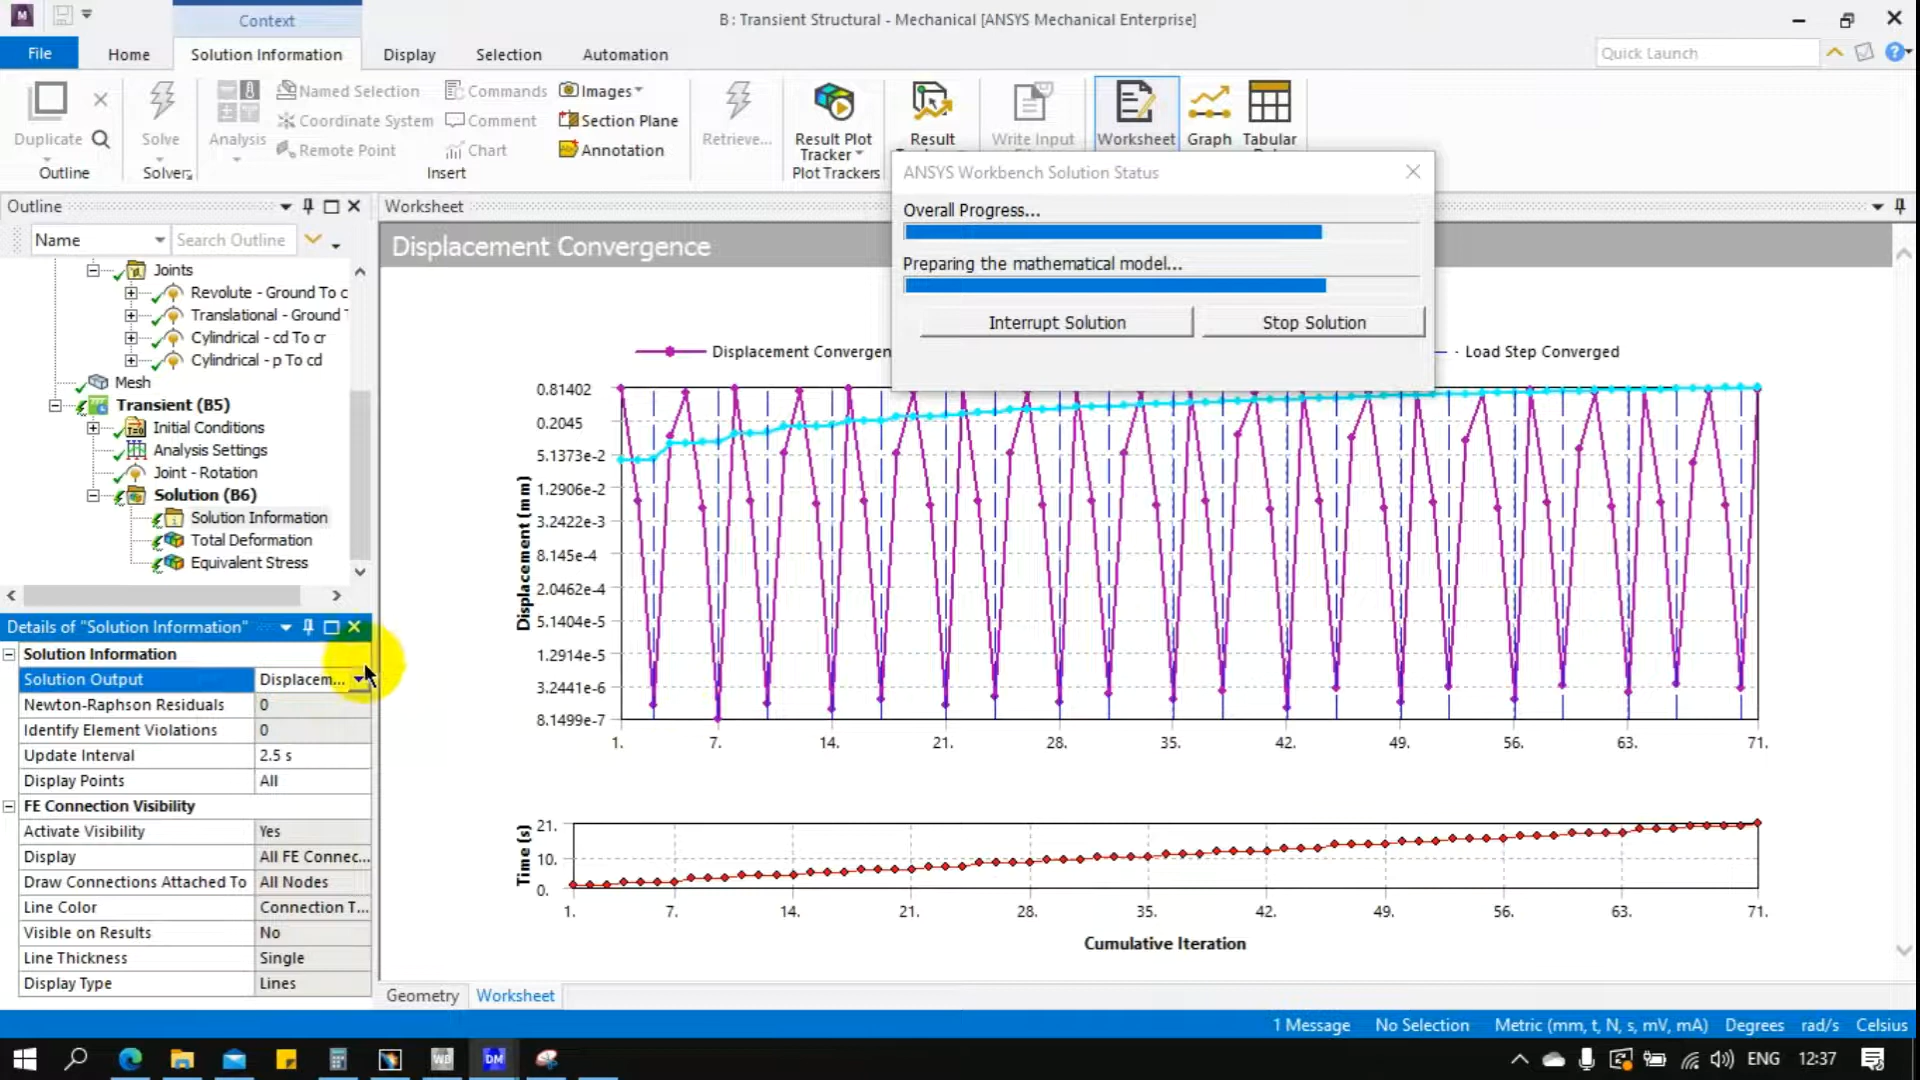 Context
B : Transient Structural - Mechanical [ANSYS Mechanical Enterprise]
File
Home
Solution Information
Display
Selection
Automation
Quick Launch
Duplicate
Outline
Solve
Solver
Analysis
Named Selection
Coordinate System
Remote Point
Commands
Comment
Chart
Insert
Images
Section Plane
Annotation
Retrieve...
Result Plot
Tracker
Plot Trackers
Result
Write Input
Worksheet
Graph
Tabular
ANSYS Workbench Solution Status
Overall Progress...
Preparing the mathematical model...
Interrupt Solution
Stop Solution
Outline
Name
Search Outline
Joints
Revolute - Ground To c
Translational - Ground
Cylindrical - cd To cr
Cylindrical - p To cd
Mesh
Transient (B5)
Initial Conditions
Analysis Settings
Joint - Rotation
Solution (B6)
Solution Information
Total Deformation
Equivalent Stress
Details of "Solution Information"
Solution Information
Solution Output Displacem...
Newton-Raphson Residuals 0
Identify Element Violations 0
Update Interval 2.5 s
Display Points All
FE Connection Visibility
Activate Visibility Yes
Display All FE Connec...
Draw Connections Attached To All Nodes
Line Color Connection T...
Visible on Results No
Line Thickness Single
Display Type Lines
Worksheet
Displacement Convergence
Displacement Convergen
Load Step Converged
Displacement (mm)
0.81402
0.2045
5.1373e-2
1.2906e-2
3.2422e-3
8.145e-4
2.0462e-4
5.1404e-5
1.2914e-5
3.2441e-6
8.1499e-7
1. 7. 14. 21. 28. 35. 42. 49. 56. 63. 71.
Time (s)
21.
10.
0.
1. 7. 14. 21. 28. 35. 42. 49. 56. 63. 71.
Cumulative Iteration
Geometry
Worksheet
1 Message No Selection Metric (mm, t, N, s, mV, mA) Degrees rad/s Celsius
WB
DM
ENG
12:37